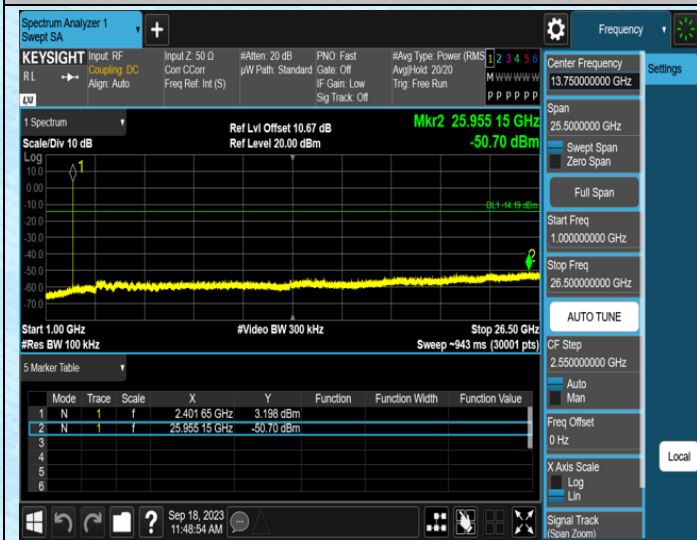 Spectrum Analyzer 1
Swept SA
Frequency
KEYSIGHT
RL
Input: RF
Coupling: DC
Align: Auto
Input Z: 50 Ω
Corr CCorr
Freq Ref: Int (S)
#Atten: 20 dB
µW Path: Standard
PNO: Fast
Gate: Off
IF Gain: Low
Sig Track: Off
#Avg Type: Power (RMS
Avg|Hold: 20/20
Trig: Free Run
1 2 3 4 5 6
M W W W W W
P P P P P P
LXI
1 Spectrum
Scale/Div 10 dB
Ref Lvl Offset 10.67 dB
Ref Level 20.00 dBm
Mkr2 25.955 15 GHz
-50.70 dBm
Log
10.0
0.00
-10.0
-20.0
-30.0
-40.0
-50.0
-60.0
-70.0
1
2
DL1 -14.19 dBm
Start 1.00 GHz
#Res BW 100 kHz
#Video BW 300 kHz
Stop 26.50 GHz
Sweep ~943 ms (30001 pts)
5 Marker Table
Mode Trace Scale X Y Function Function Width Function Value
1 N 1 f 2.401 65 GHz 3.198 dBm
2 N 1 f 25.955 15 GHz -50.70 dBm
3
4
5
6
Sep 18, 2023
11:48:54 AM
Center Frequency
13.750000000 GHz
Span
25.5000000 GHz
Swept Span
Zero Span
Full Span
Start Freq
1.000000000 GHz
Stop Freq
26.500000000 GHz
AUTO TUNE
CF Step
2.550000000 GHz
Auto
Man
Freq Offset
0 Hz
X Axis Scale
Log
Lin
Signal Track
(Span Zoom)
Settings
Local